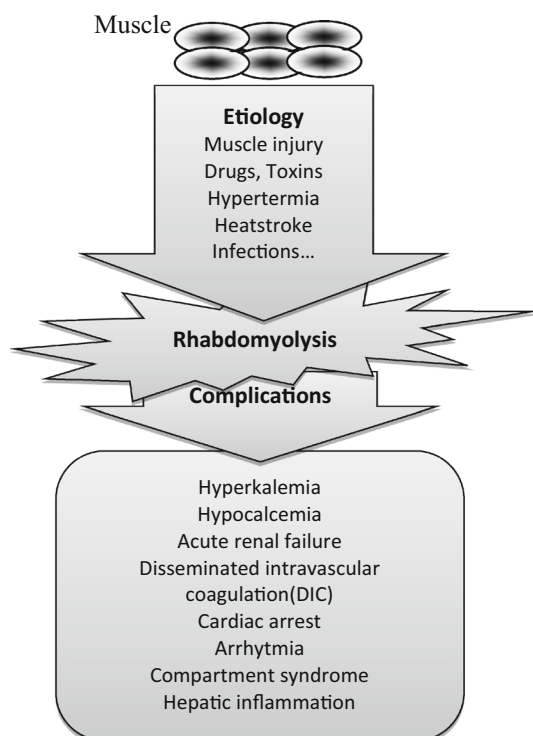 Muscle
Etiology
Muscle injury
Drugs, Toxins
Hypertermia
Heatstroke
Infections...
Rhabdomyolysis
Complications
Hyperkalemia
Hypocalcemia
Acute renal failure
Disseminated intravascular
coagulation(DIC)
Cardiac arrest
Arrhytmia
Compartment syndrome
Hepatic inflammation